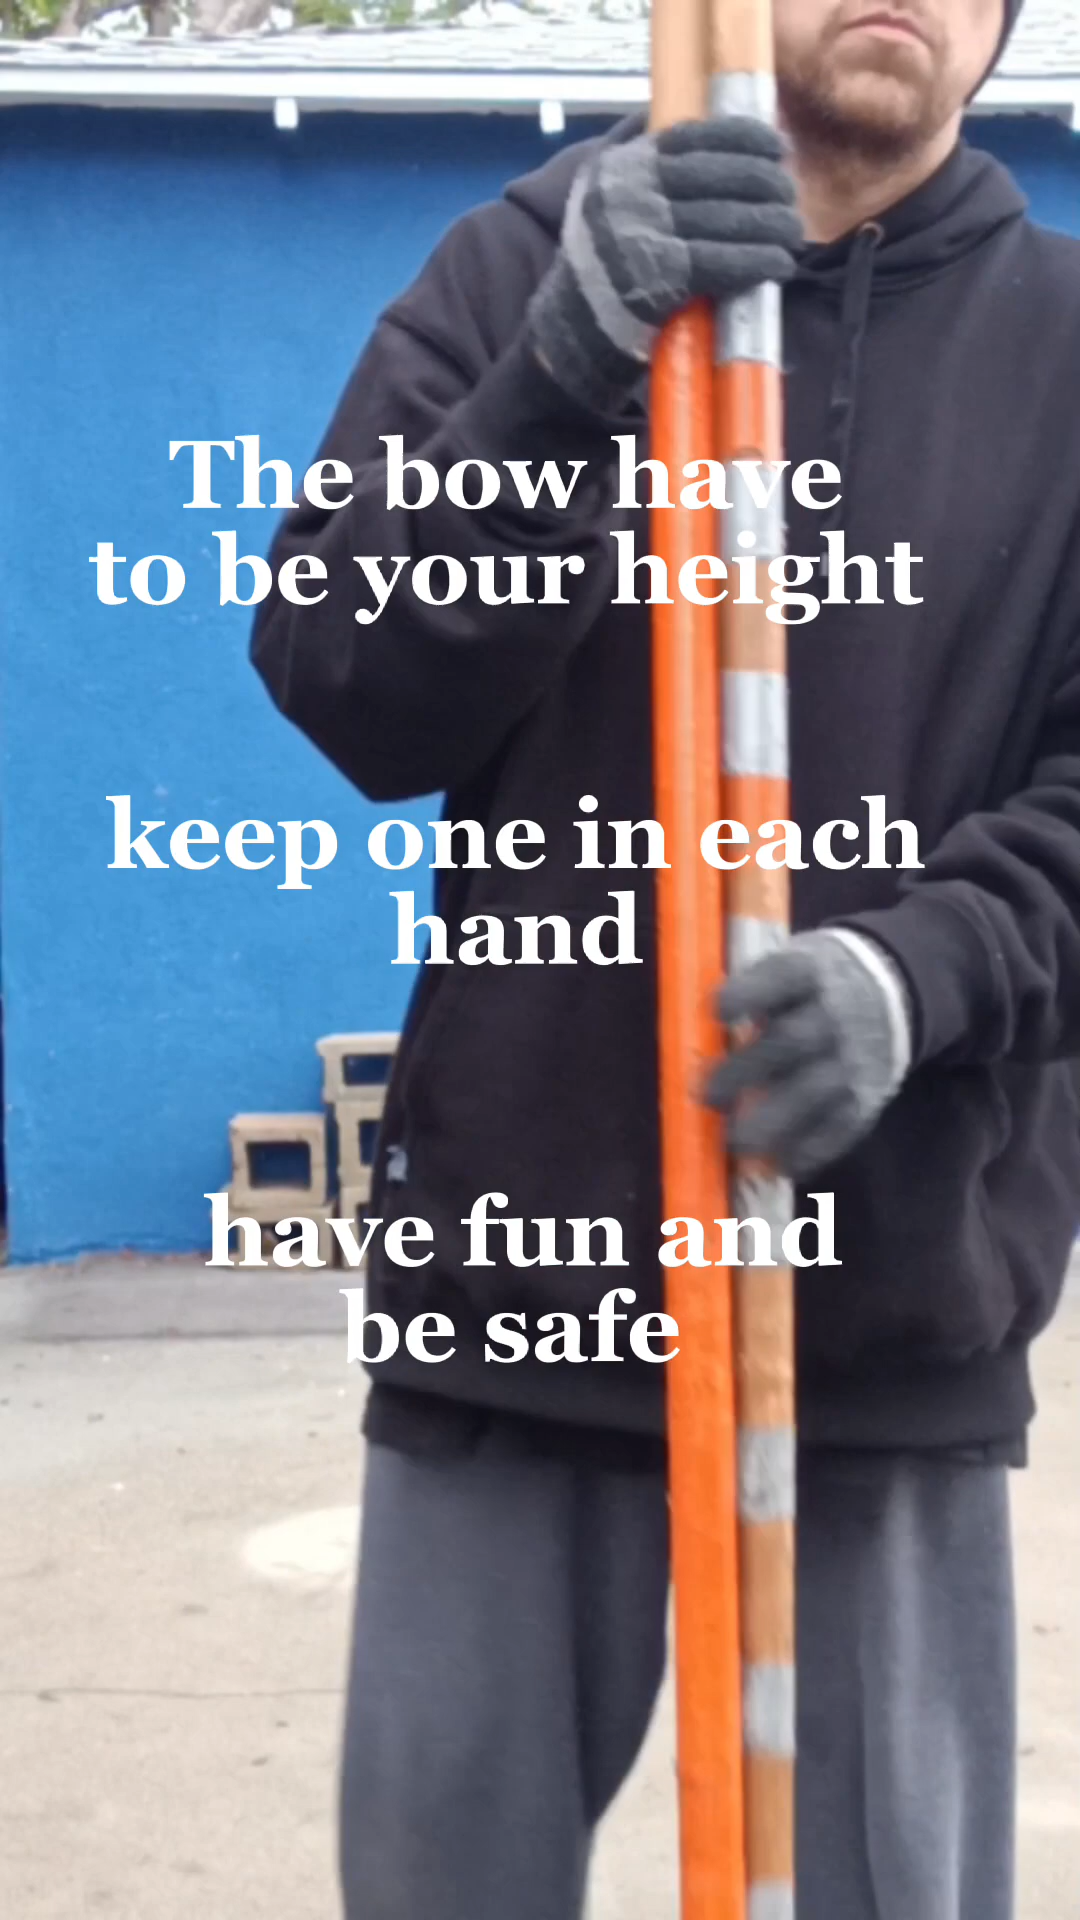 The bow have
to be your height
keep one in each
hand
have fun and
be safe